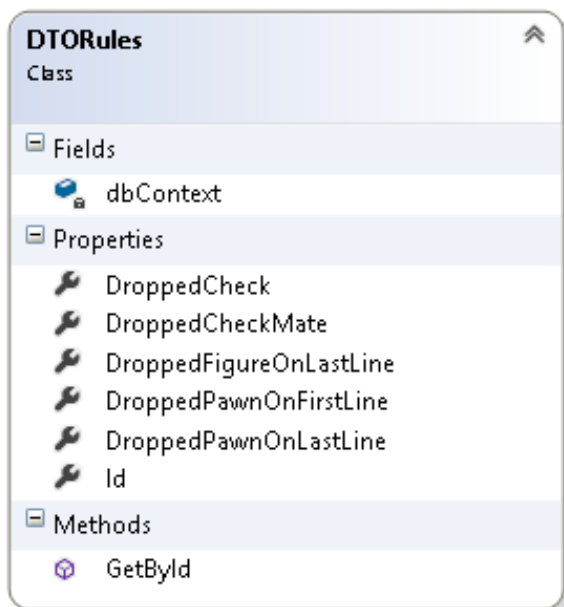 DTORules
Class
Fields
dbContext
Properties
DroppedCheck
DroppedCheckMate
DroppedFigureOnLastLine
DroppedPawnOnFirstLine
DroppedPawnOnLastLine
Id
Methods
GetById